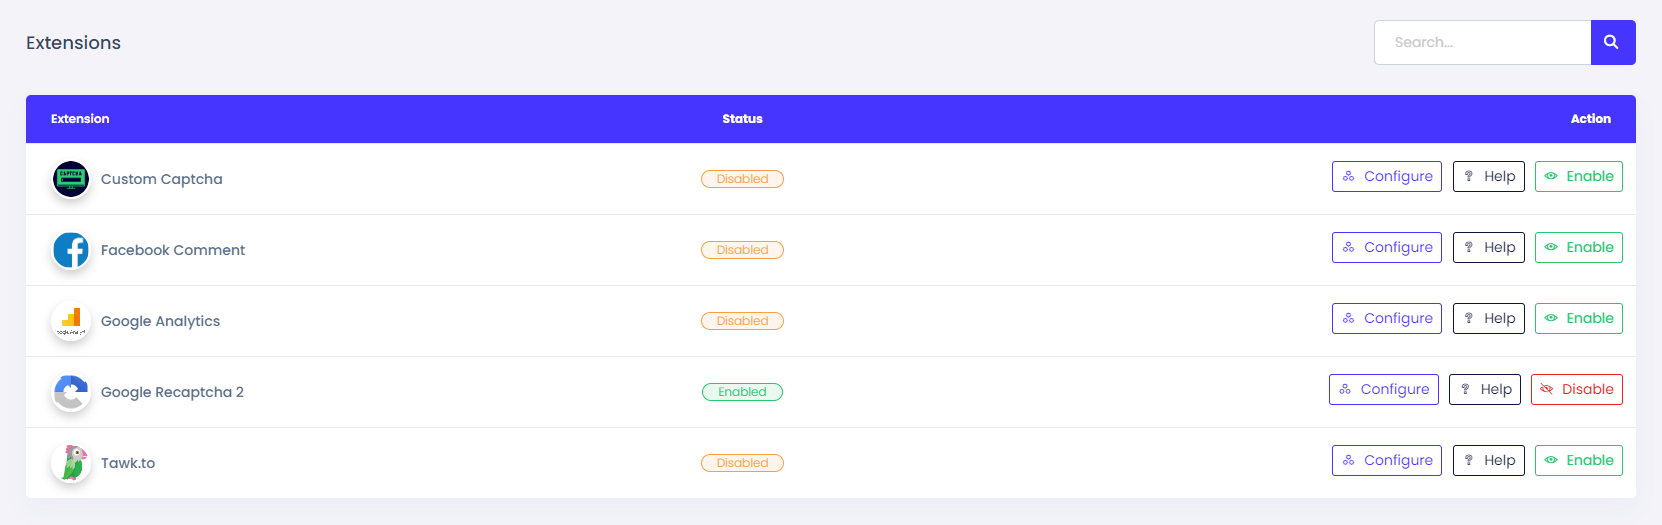 Extensions
Search...
Extension Status Action
CAPTCHA
Custom Captcha Disabled Configure Help Enable
Facebook Comment Disabled Configure Help Enable
Google Analytics Disabled Configure Help Enable
Google Recaptcha 2 Enabled Configure Help Disable
Tawk.to Disabled Configure Help Enable